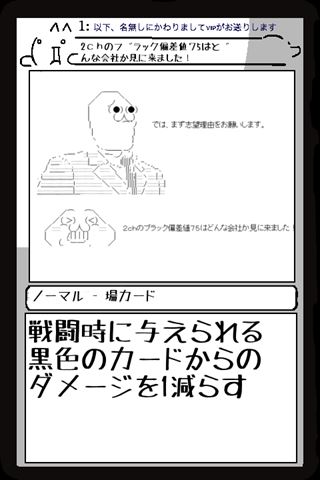 1: 以下、名無しにかわりましてVIPがお送りします
2chのブラック偏差値75はど
んな会社か見に来ました!
では、まず志望理由をお願いします。
2chのブラック偏差値75はどんな会社か見に来ました!
ノーマル - 場カード
戦闘時に与えられる
黒色のカードからの
ダメージを1減らす